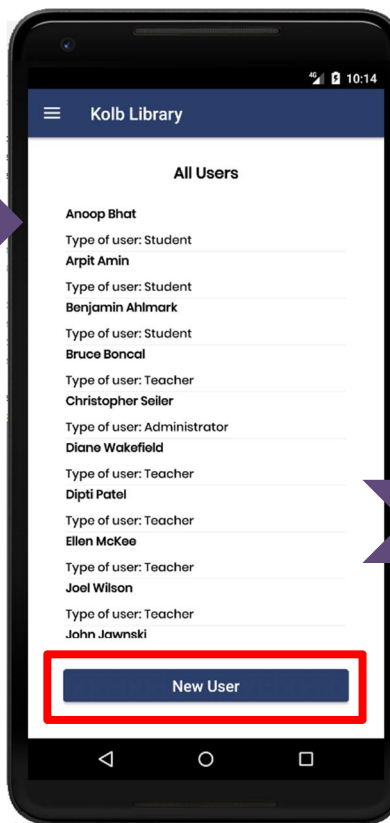 4G 10:14
Kolb Library
All Users
Anoop Bhat
Type of user: Student
Arpit Amin
Type of user: Student
Benjamin Ahlmark
Type of user: Student
Bruce Boncal
Type of user: Teacher
Christopher Seiler
Type of user: Administrator
Diane Wakefield
Type of user: Teacher
Dipti Patel
Type of user: Teacher
Ellen McKee
Type of user: Teacher
Joel Wilson
Type of user: Teacher
John Jawnski
New User